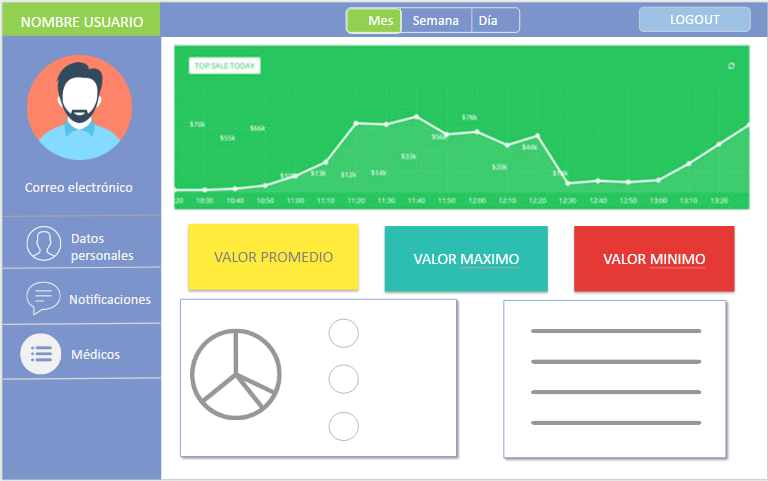 NOMBRE USUARIO
Mes Semana Día
LOGOUT
TOP SALE TODAY
$70k
$55k
$66k
$13k
$12k
$14k
$33k
$56k
$78k
$20k
$44k
:20 10:30 10:40 10:50 11:00 11:10 11:20 11:30 11:40 11:50 12:00 12:10 12:20 12:30 12:40 12:50 13:00 13:10 13:20
Correo electrónico
Datos
personales
Notificaciones
Médicos
VALOR PROMEDIO
VALOR MAXIMO
VALOR MINIMO